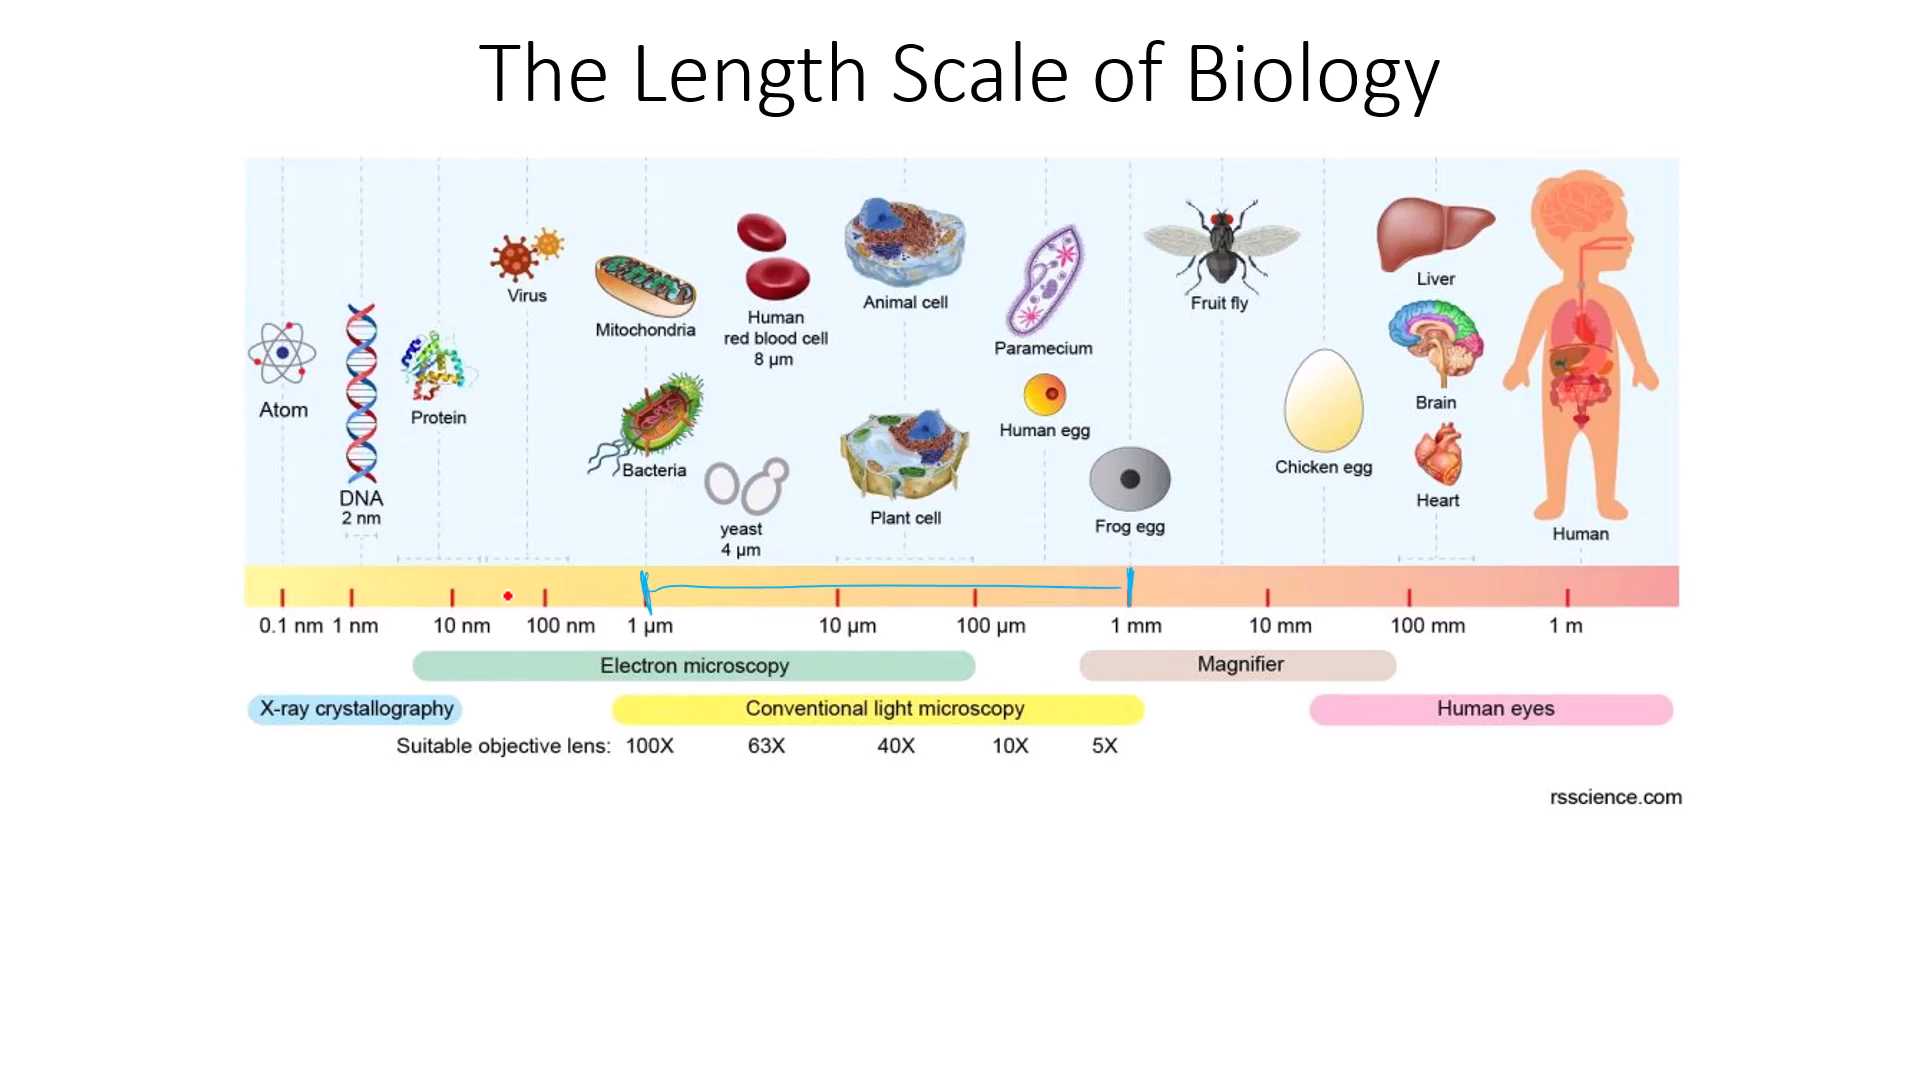 The Length Scale of Biology
Virus
Mitochondria
Human
red blood cell
8 µm
Animal cell
Paramecium
Fruit fly
Liver
Atom
DNA
2 nm
Protein
Bacteria
yeast
4 µm
Plant cell
Human egg
Frog egg
Chicken egg
Brain
Heart
Human
0.1 nm 1 nm 10 nm 100 nm 1 µm 10 µm 100 µm 1 mm 10 mm 100 mm 1 m
Electron microscopy Magnifier
X-ray crystallography Conventional light microscopy Human eyes
Suitable objective lens: 100X 63X 40X 10X 5X
rsscience.com